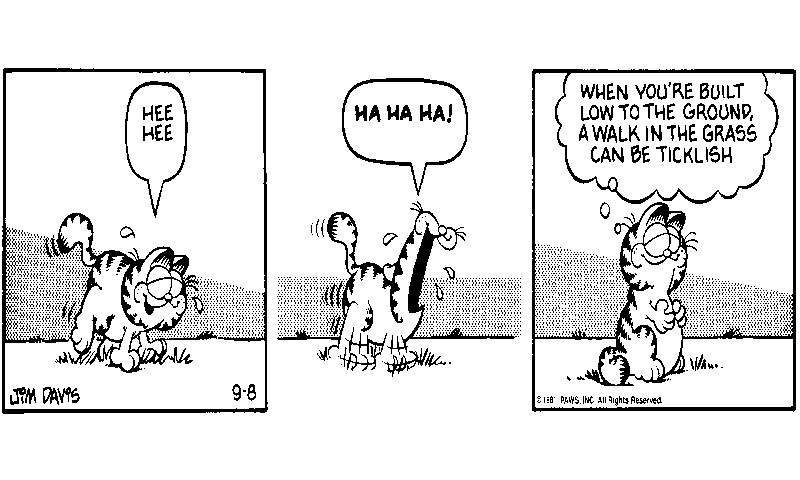 HEE
HEE
JIM DAVIS
9-8
HA HA HA!
WHEN YOU'RE BUILT
LOW TO THE GROUND,
A WALK IN THE GRASS
CAN BE TICKLISH
PAWS, INC. All Rights Reserved.